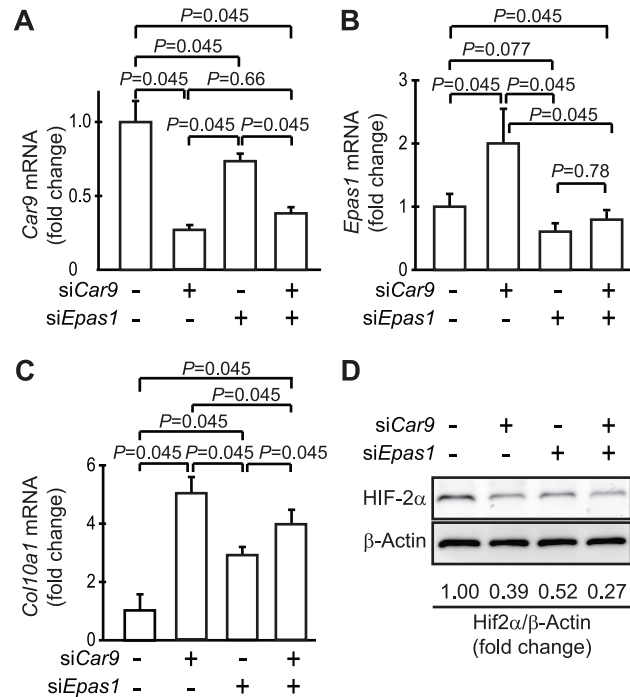 A
P=0.045
P=0.045
P=0.045
P=0.66
P=0.045
P=0.045
Car9 mRNA
(fold change)
1.0
0.5
0
siCar9 - + - +
siEpas1 - - + +
B
P=0.045
P=0.077
P=0.045
P=0.045
P=0.045
P=0.78
Epas1 mRNA
(fold change)
3
2
1
0
siCar9 - + - +
siEpas1 - - + +
C
P=0.045
P=0.045
P=0.045
P=0.045
P=0.045
P=0.045
Col10a1 mRNA
(fold change)
6
4
2
0
siCar9 - + - +
siEpas1 - - + +
D
siCar9 - + - +
siEpas1 - - + +
HIF-2α
β-Actin
1.00 0.39 0.52 0.27
Hif2α/β-Actin
(fold change)